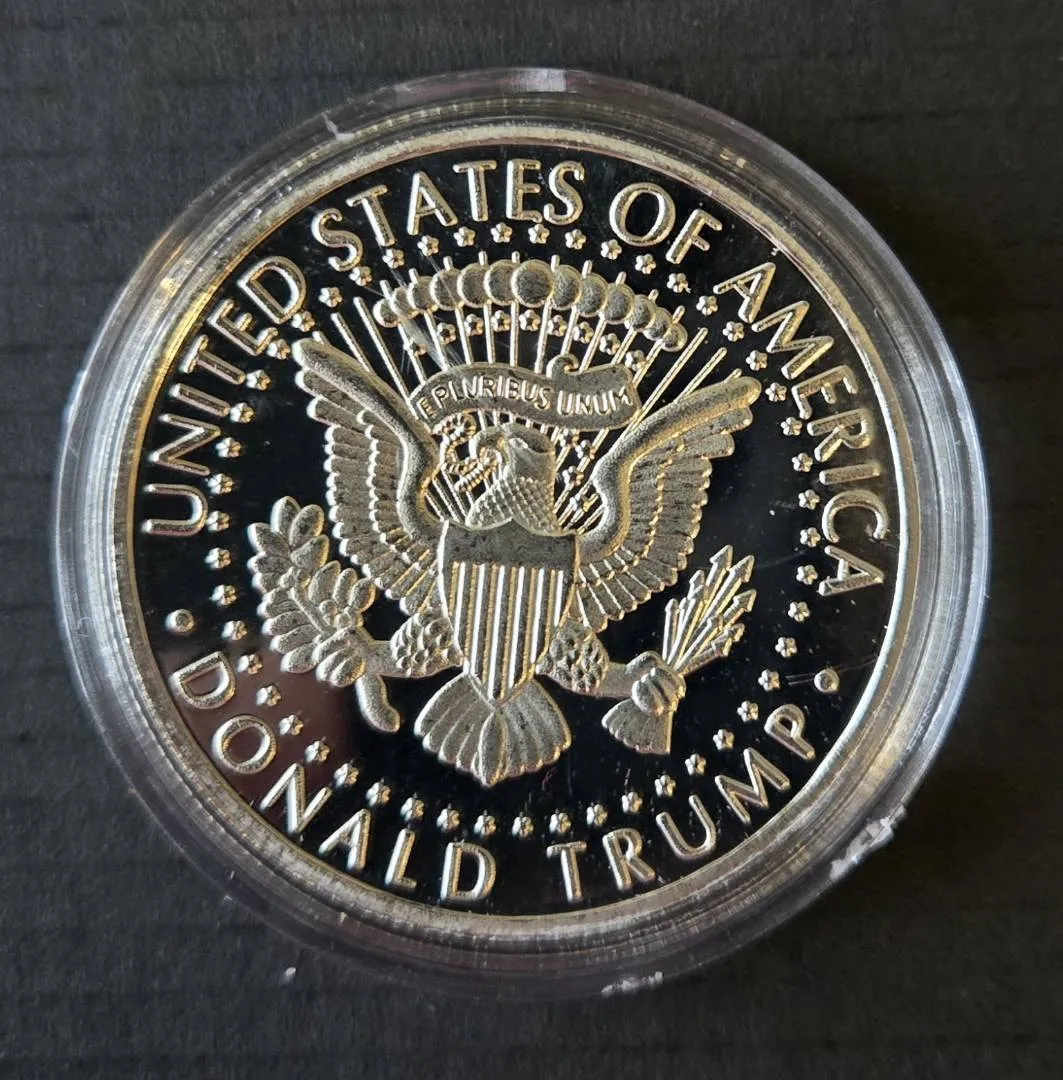 UNITED STATES OF AMERICA
E PLURIBUS UNUM
DONALD TRUMP